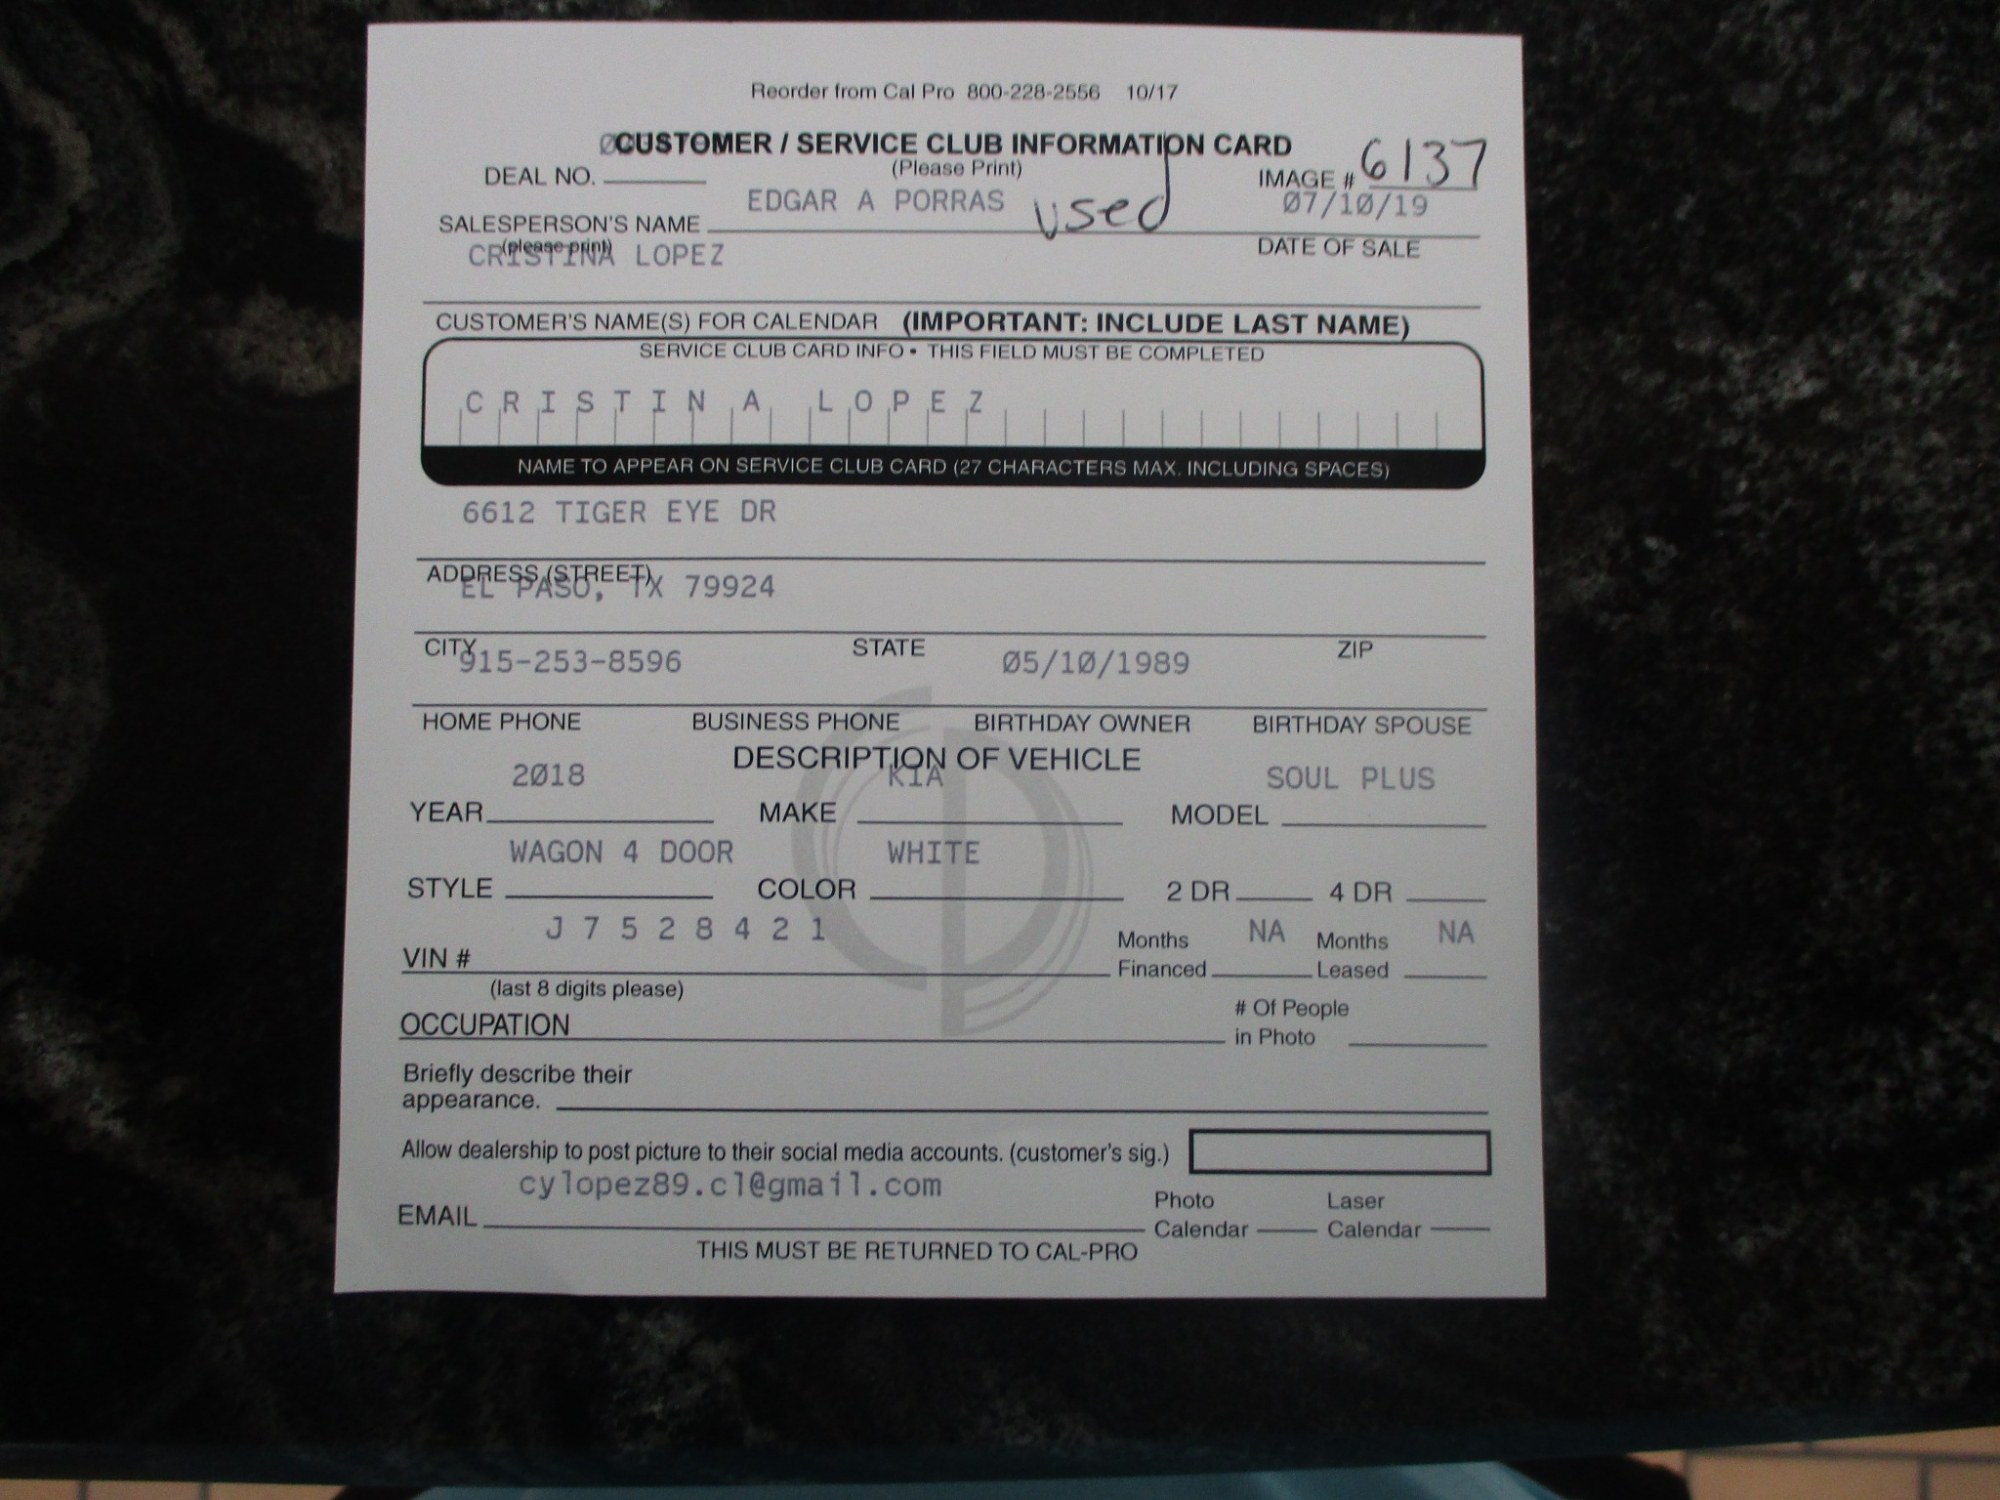 Reorder from Cal Pro 800-228-2556 10/17
CUSTOMER / SERVICE CLUB INFORMATION CARD
(Please Print)
DEAL NO.
IMAGE # 6137
EDGAR A PORRAS used 07/10/19
SALESPERSON'S NAME
(please print)
DATE OF SALE
CRISTINA LOPEZ
CUSTOMER'S NAME(S) FOR CALENDAR (IMPORTANT: INCLUDE LAST NAME)
SERVICE CLUB CARD INFO • THIS FIELD MUST BE COMPLETED
CRISTINA LOPEZ
NAME TO APPEAR ON SERVICE CLUB CARD (27 CHARACTERS MAX. INCLUDING SPACES)
6612 TIGER EYE DR
ADDRESS (STREET)
EL PASO, TX 79924
CITY STATE ZIP
915-253-8596 05/10/1989
HOME PHONE BUSINESS PHONE BIRTHDAY OWNER BIRTHDAY SPOUSE
DESCRIPTION OF VEHICLE
2018 KIA SOUL PLUS
YEAR MAKE MODEL
WAGON 4 DOOR WHITE
STYLE COLOR 2 DR 4 DR
J7528421
VIN #
(last 8 digits please)
Months Financed NA Months Leased NA
OCCUPATION
# Of People in Photo
Briefly describe their
appearance.
Allow dealership to post picture to their social media accounts. (customer's sig.)
cylopez89.cl@gmail.com
EMAIL
Photo Calendar Laser Calendar
THIS MUST BE RETURNED TO CAL-PRO